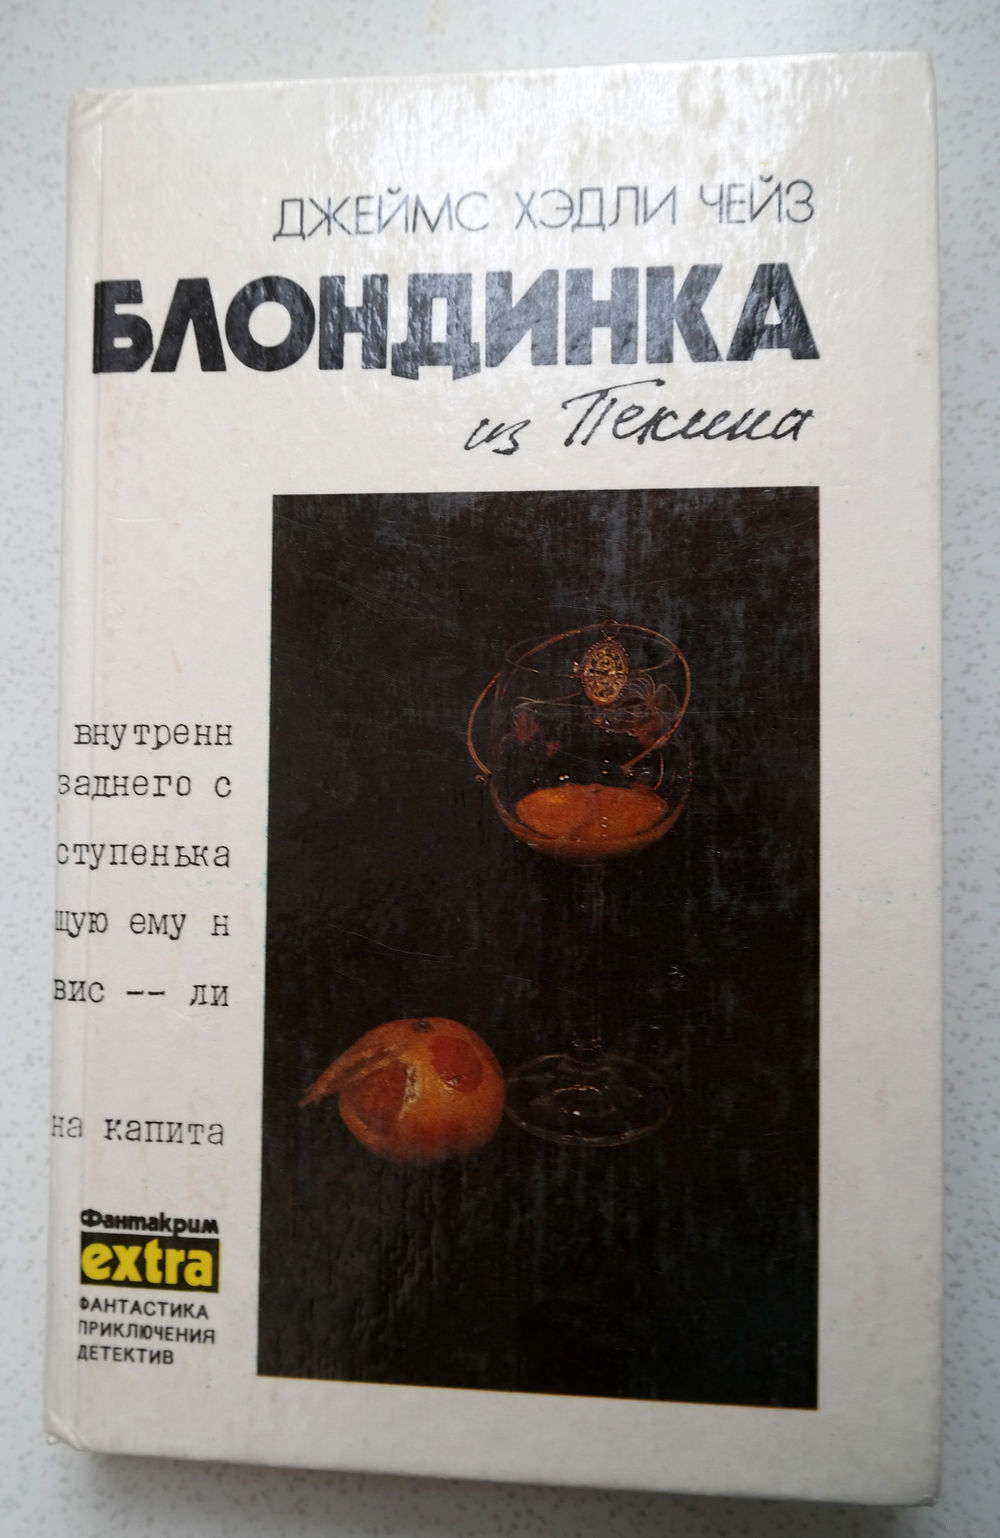 ДЖЕЙМС ХЭДЛИ ЧЕЙЗ
БЛОНДИНКА
из Пекина
внутренн
заднего с
ступенька
щую ему н
вис -- ли
на капита
Фантакрим
extra
ФАНТАСТИКА
ПРИКЛЮЧЕНИЯ
ДЕТЕКТИВ